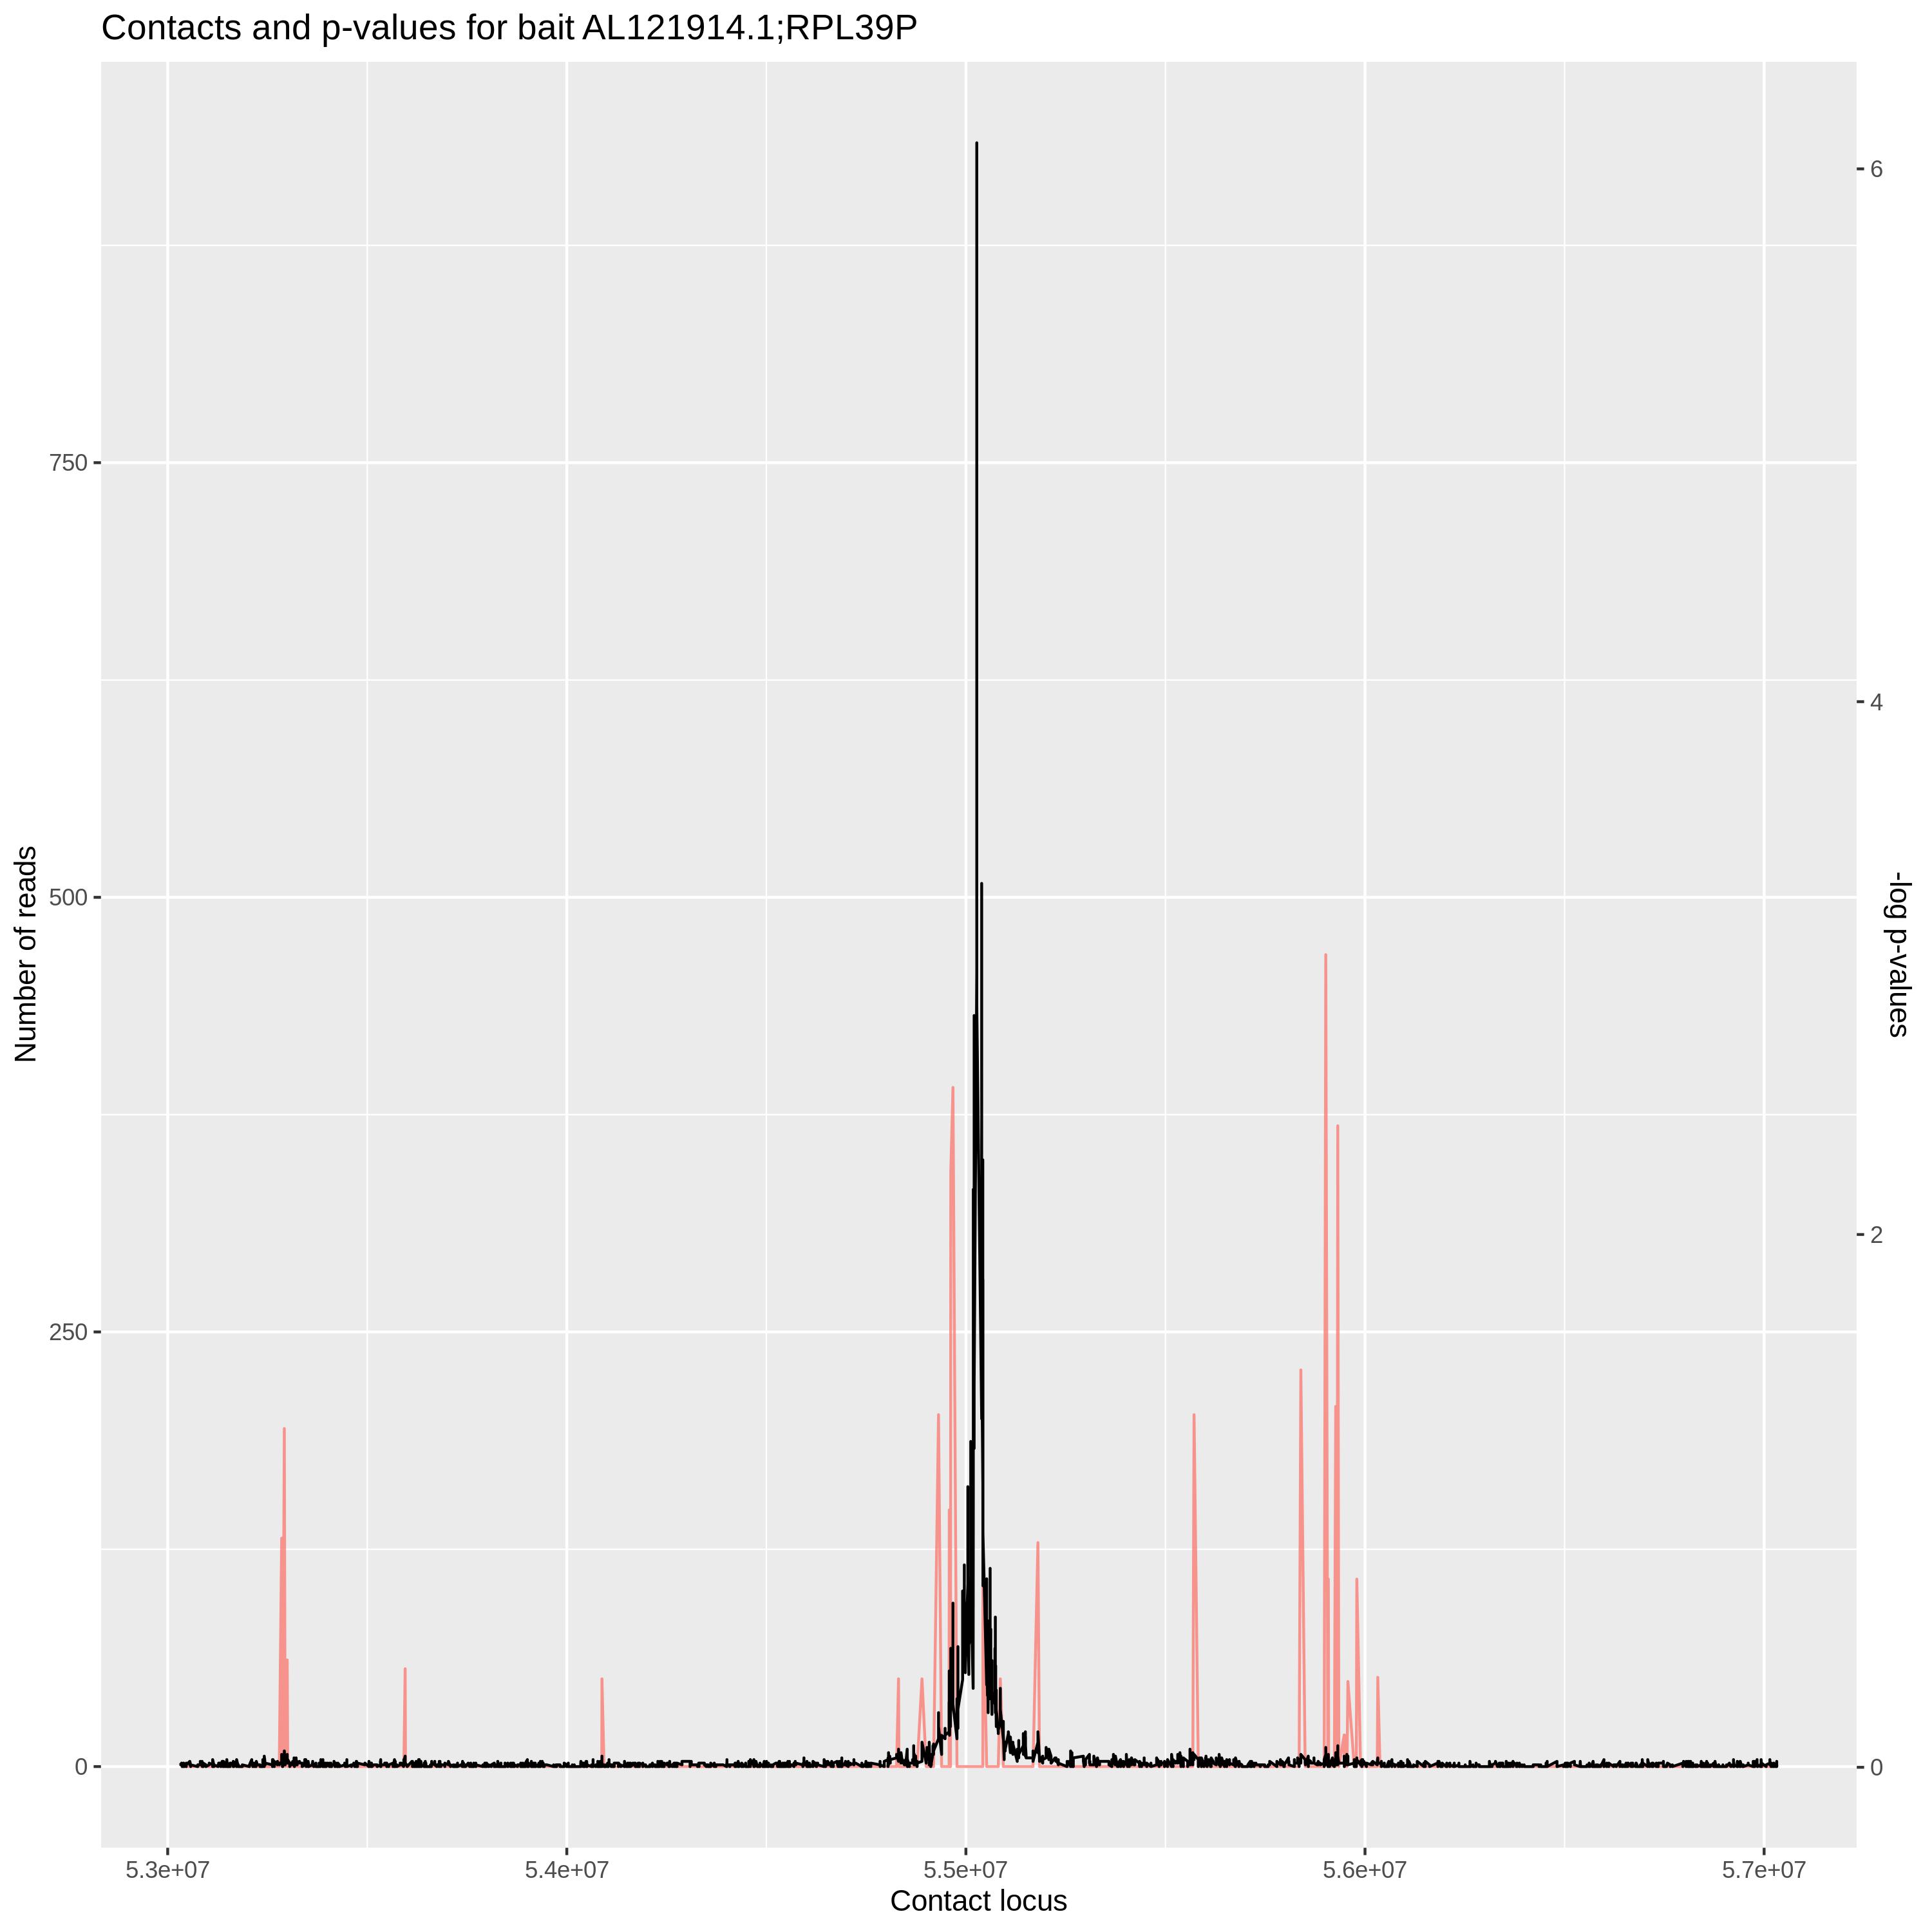 Contacts and p-values for bait AL121914.1;RPL39P
Number of reads
750
500
250
0
6
4
2
0
-log p-values
5.3e+07 5.4e+07 5.5e+07 5.6e+07 5.7e+07
Contact locus